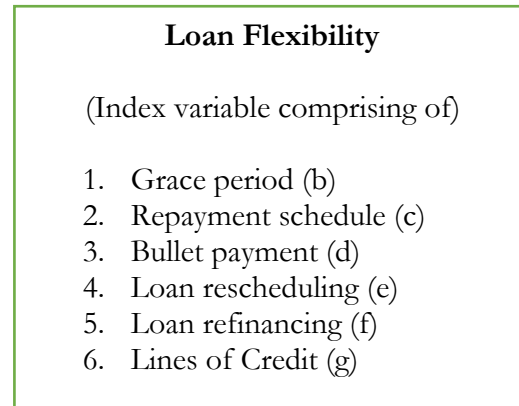 Loan Flexibility
(Index variable comprising of)
1. Grace period (b)
2. Repayment schedule (c)
3. Bullet payment (d)
4. Loan rescheduling (e)
5. Loan refinancing (f)
6. Lines of Credit (g)